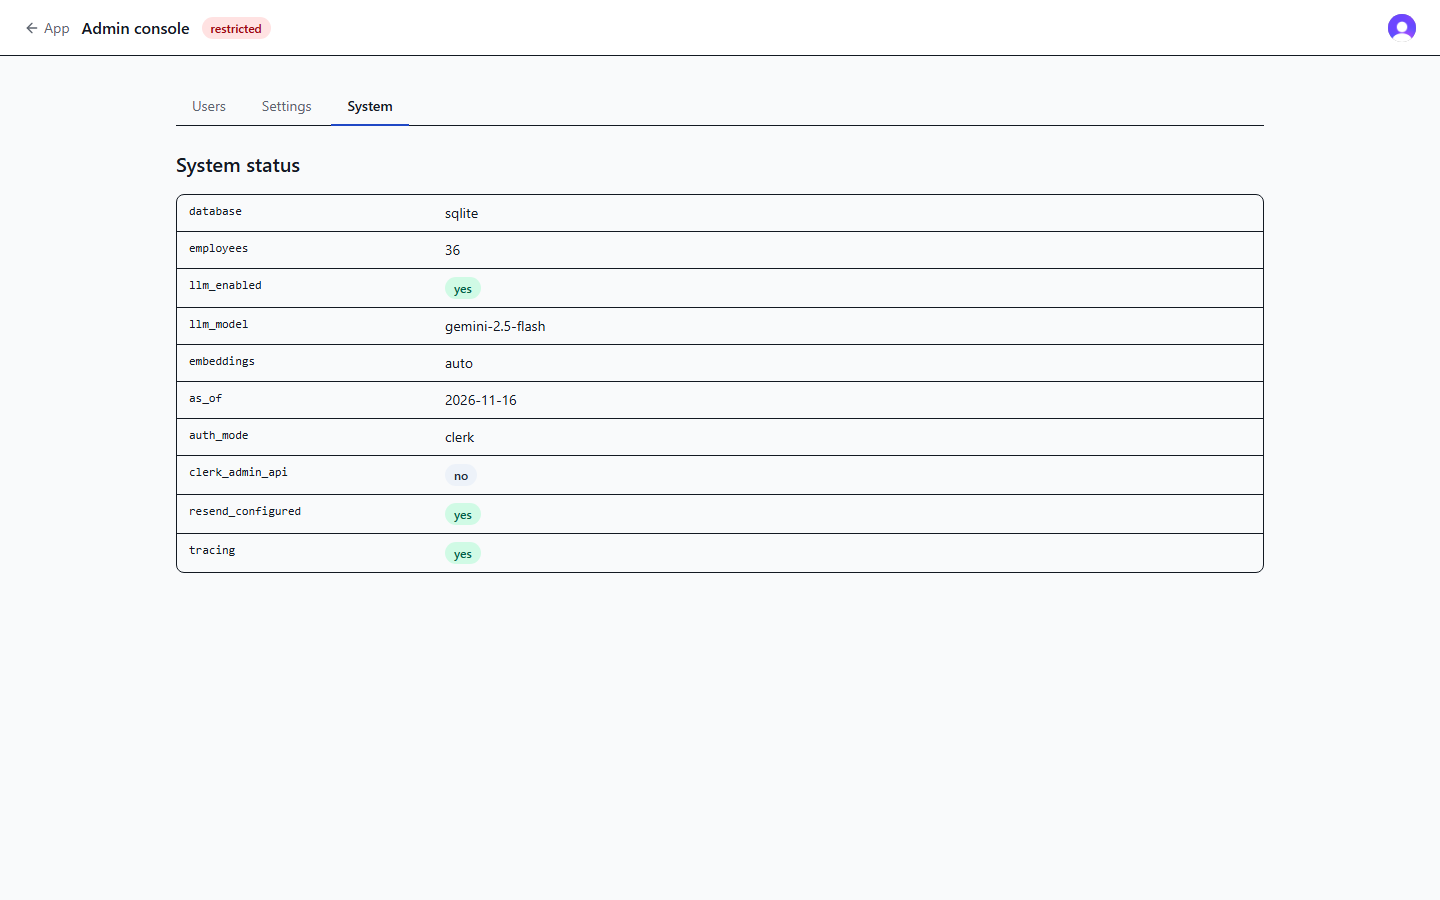 App Admin console restricted
Users Settings System
System status
database sqlite
employees 36
llm_enabled yes
llm_model gemini-2.5-flash
embeddings auto
as_of 2026-11-16
auth_mode clerk
clerk_admin_api no
resend_configured yes
tracing yes